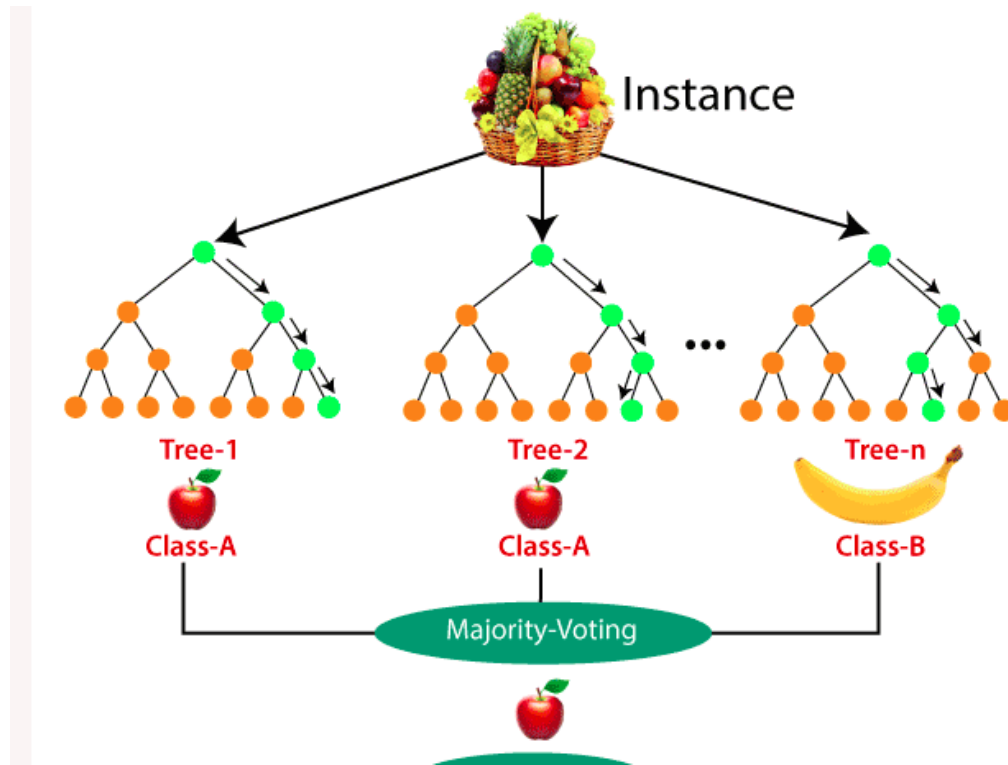 Instance
Tree-1
Tree-2
Tree-n
Class-A
Class-A
Class-B
Majority-Voting